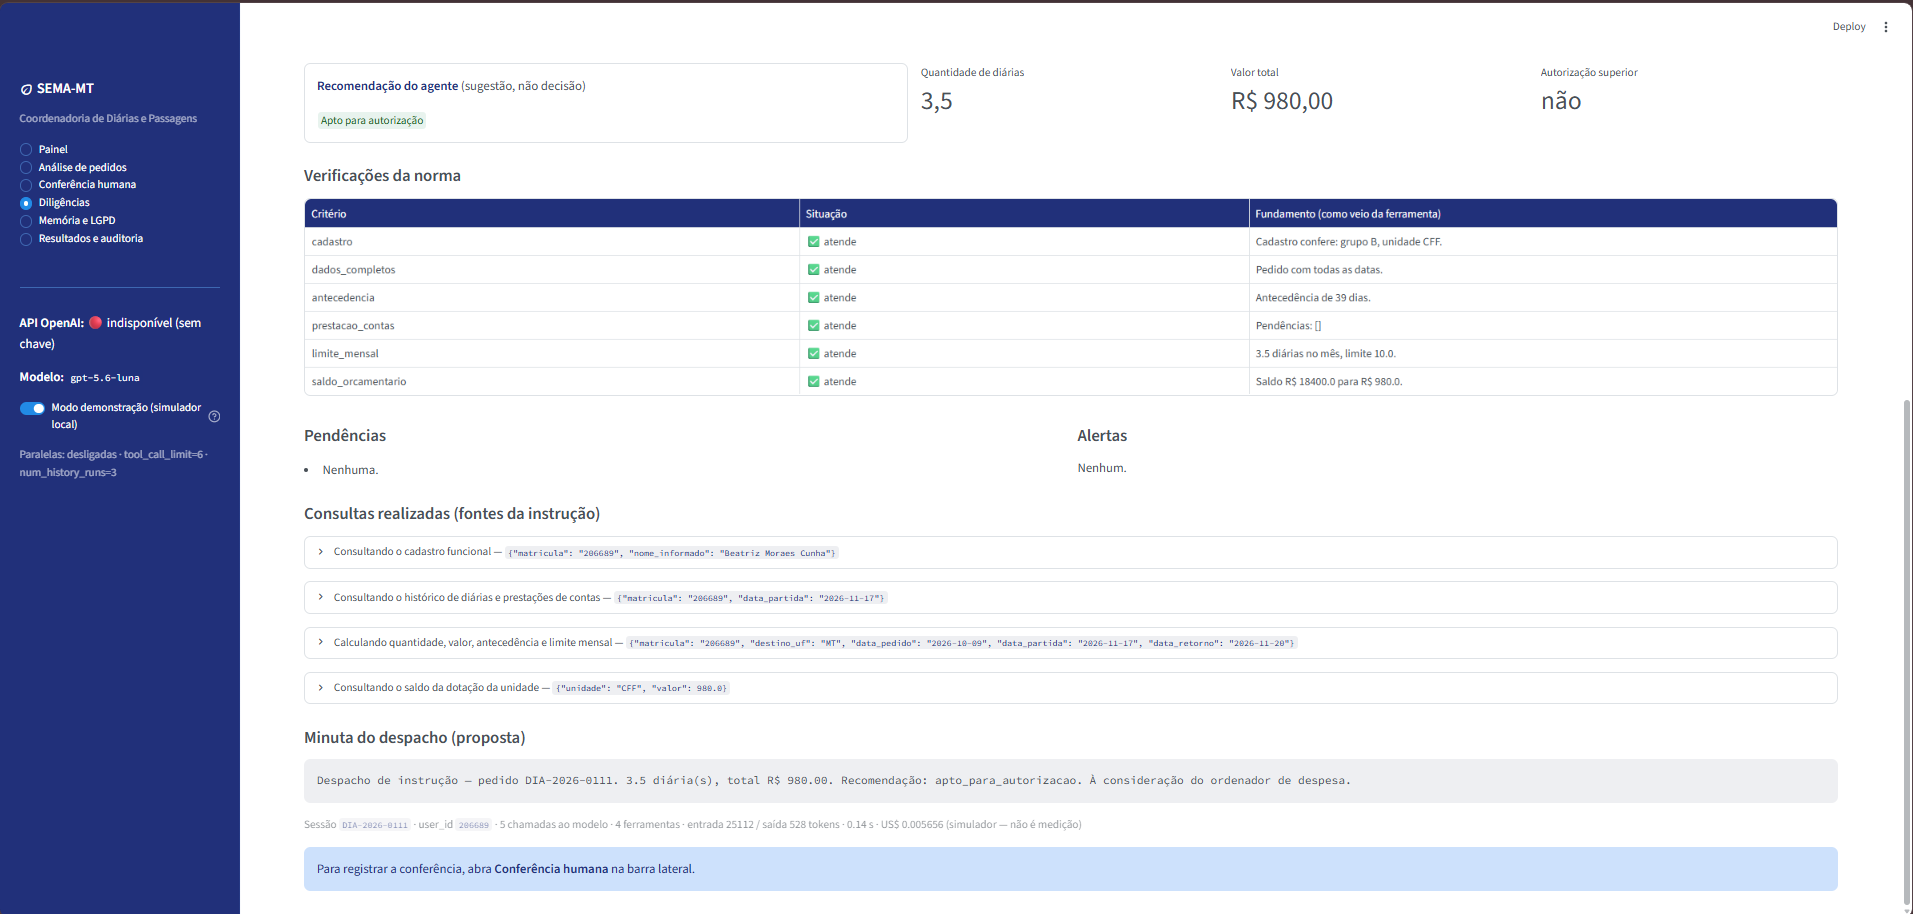 Deploy
SEMA-MT
Coordenadoria de Diárias e Passagens
Painel
Análise de pedidos
Conferência humana
Diligências
Memória e LGPD
Resultados e auditoria
API OpenAI: indisponível (sem
chave)
Modelo: gpt-5.6-luna
Modo demonstração (simulador
local)
Paralelas: desligadas · tool_call_limit=6 ·
num_history_runs=3
Recomendação do agente (sugestão, não decisão)
Apto para autorização
Quantidade de diárias
3,5
Valor total
R$ 980,00
Autorização superior
não
Verificações da norma
Critério Situação Fundamento (como veio da ferramenta)
cadastro ✅ atende Cadastro confere: grupo B, unidade CFF.
dados_completos ✅ atende Pedido com todas as datas.
antecedencia ✅ atende Antecedência de 39 dias.
prestacao_contas ✅ atende Pendências: []
limite_mensal ✅ atende 3.5 diárias no mês, limite 10.0.
saldo_orcamentario ✅ atende Saldo R$ 18400.0 para R$ 980.0.
Pendências
• Nenhuma.
Alertas
Nenhum.
Consultas realizadas (fontes da instrução)
Consultando o cadastro funcional — {"matricula": "206689", "nome_informado": "Beatriz Moraes Cunha"}
Consultando o histórico de diárias e prestações de contas — {"matricula": "206689", "data_partida": "2026-11-17"}
Calculando quantidade, valor, antecedência e limite mensal — {"matricula": "206689", "destino_uf": "MT", "data_pedido": "2026-10-09", "data_partida": "2026-11-17", "data_retorno": "2026-11-20"}
Consultando o saldo da dotação da unidade — {"unidade": "CFF", "valor": 980.0}
Minuta do despacho (proposta)
Despacho de instrução — pedido DIA-2026-0111. 3.5 diária(s), total R$ 980.00. Recomendação: apto_para_autorizacao. À consideração do ordenador de despesa.
Sessão DIA-2026-0111 · user_id 206689 · 5 chamadas ao modelo · 4 ferramentas · entrada 25112 / saída 528 tokens · 0.14 s · US$ 0.005656 (simulador — não é medição)
Para registrar a conferência, abra Conferência humana na barra lateral.